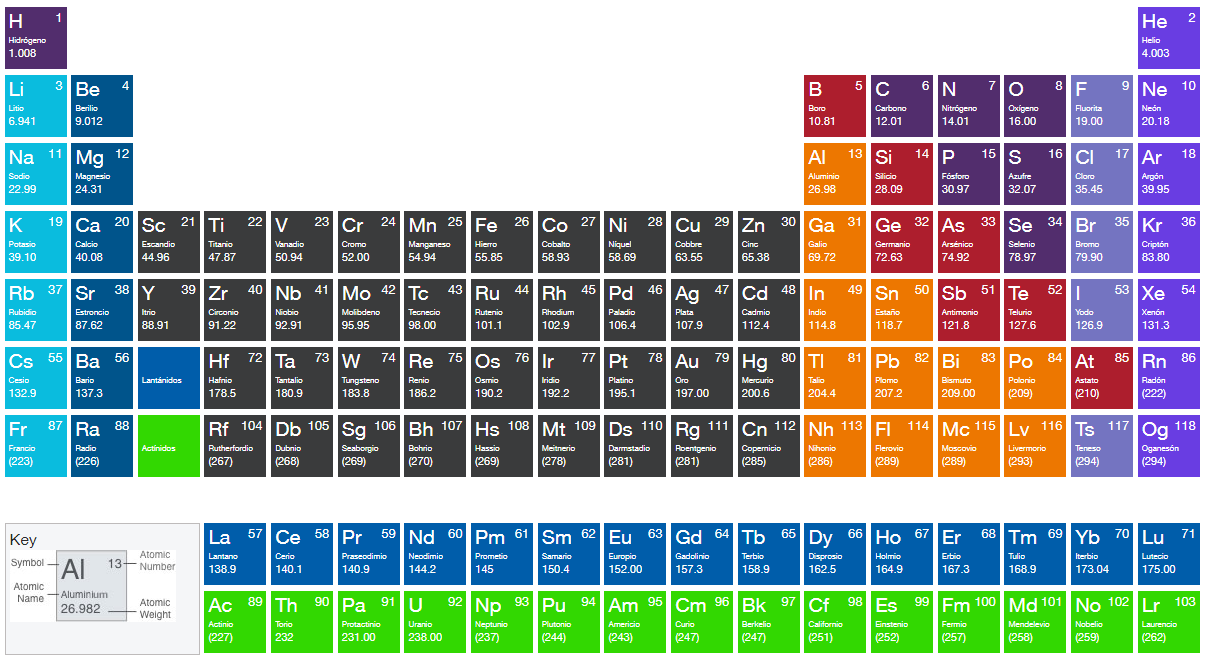 H 1 He 2
Hidrógeno Helio
1.008 4.003
Li 3 Be 4 B 5 C 6 N 7 O 8 F 9 Ne 10
Litio Berilio Boro Carbono Nitrógeno Oxígeno Fluorita Neón
6.941 9.012 10.81 12.01 14.01 16.00 19.00 20.18
Na 11 Mg 12 Al 13 Si 14 P 15 S 16 Cl 17 Ar 18
Sodio Magnesio Aluminio Silicio Fósforo Azufre Cloro Argón
22.99 24.31 26.98 28.09 30.97 32.07 35.45 39.95
K 19 Ca 20 Sc 21 Ti 22 V 23 Cr 24 Mn 25 Fe 26 Co 27 Ni 28 Cu 29 Zn 30 Ga 31 Ge 32 As 33 Se 34 Br 35 Kr 36
Potasio Calcio Escandio Titanio Vanadio Cromo Manganeso Hierro Cobalto Níquel Cobbre Cinc Galio Germanio Arsénico Selenio Bromo Criptón
39.10 40.08 44.96 47.87 50.94 52.00 54.94 55.85 58.93 58.69 63.55 65.38 69.72 72.63 74.92 78.97 79.90 83.80
Rb 37 Sr 38 Y 39 Zr 40 Nb 41 Mo 42 Tc 43 Ru 44 Rh 45 Pd 46 Ag 47 Cd 48 In 49 Sn 50 Sb 51 Te 52 I 53 Xe 54
Rubidio Estroncio Itrio Circonio Niobio Molibdeno Tecnecio Rutenio Rhodium Paladio Plata Cadmio Indio Estaño Antimonio Telurio Yodo Xenón
85.47 87.62 88.91 91.22 92.91 95.95 98.00 101.1 102.9 106.4 107.9 112.4 114.8 118.7 121.8 127.6 126.9 131.3
Cs 55 Ba 56 Hf 72 Ta 73 W 74 Re 75 Os 76 Ir 77 Pt 78 Au 79 Hg 80 Tl 81 Pb 82 Bi 83 Po 84 At 85 Rn 86
Cesio Bario Lantánidos Hafnio Tantalio Tungsteno Renio Osmio Iridio Platino Oro Mercurio Talio Plomo Bismuto Polonio Astato Radón
132.9 137.3 178.5 180.9 183.8 186.2 190.2 192.2 195.1 197.00 200.6 204.4 207.2 209.00 (209) (210) (222)
Fr 87 Ra 88 Rf 104 Db 105 Sg 106 Bh 107 Hs 108 Mt 109 Ds 110 Rg 111 Cn 112 Nh 113 Fl 114 Mc 115 Lv 116 Ts 117 Og 118
Francio Radio Actínidos Rutherfordio Dubnio Seaborgio Bohrio Hassio Meitnerio Darmstadtio Roentgenio Copernicio Nihonio Flerovio Moscovio Livermorio Teneso Oganesón
(223) (226) (267) (268) (269) (270) (269) (278) (281) (281) (285) (286) (289) (289) (293) (294) (294)
La 57 Ce 58 Pr 59 Nd 60 Pm 61 Sm 62 Eu 63 Gd 64 Tb 65 Dy 66 Ho 67 Er 68 Tm 69 Yb 70 Lu 71
Lantano Cerio Praseodimio Neodimio Prometio Samario Europio Gadolinio Terbio Disprosio Holmio Erbio Tulio Iterbio Lutecio
138.9 140.1 140.9 144.2 145 150.4 152.00 157.3 158.9 162.5 164.9 167.3 168.9 173.04 175.00
Ac 89 Th 90 Pa 91 U 92 Np 93 Pu 94 Am 95 Cm 96 Bk 97 Cf 98 Es 99 Fm 100 Md 101 No 102 Lr 103
Actinio Torio Protactinio Uranio Neptunio Plutonio Americio Curio Berkelio Californio Einstenio Fermio Mendelevio Nobelio Laurencio
(227) 232 231.00 238.00 (237) (244) (243) (247) (247) (251) (252) (257) (258) (259) (262)
Key
Symbol Al 13 Atomic Number
Atomic Name Aluminium
26.982 Atomic Weight